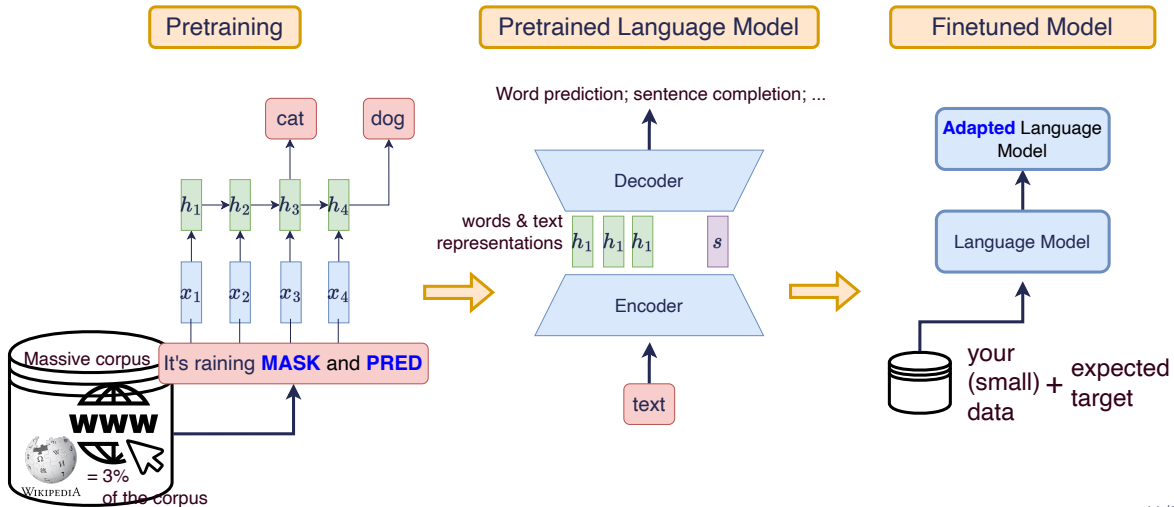 Pretraining
Pretrained Language Model
Finetuned Model
cat
dog
h₁
h₂
h₃
h₄
x₁
x₂
x₃
x₄
Massive corpus
It's raining MASK and PRED
WWW
WIKIPEDIA
= 3%
of the corpus
Word prediction; sentence completion; ...
Decoder
words & text
representations
h₁
h₁
h₁
s
Encoder
text
Adapted Language
Model
Language Model
your
(small)
data
+
expected
target